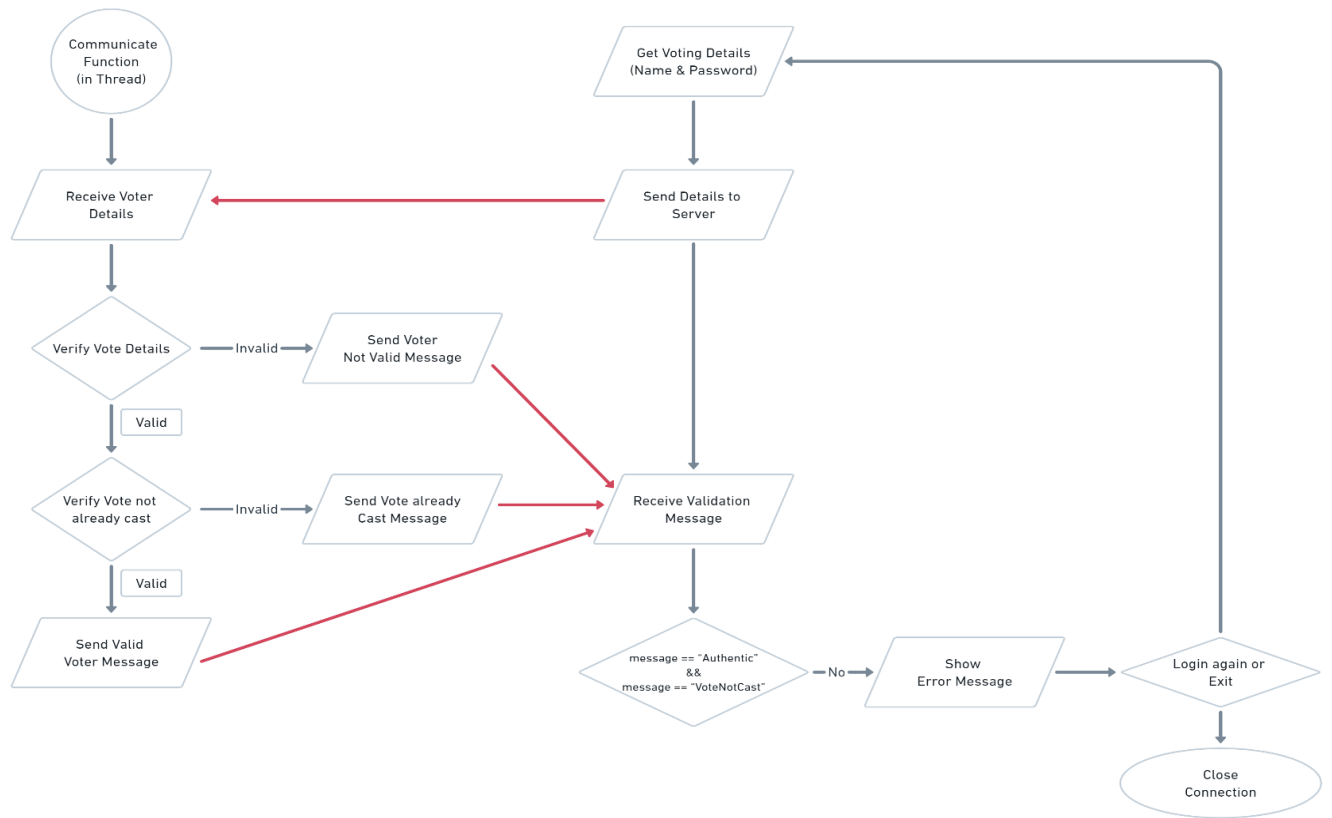 Communicate
Function
(in Thread)
Get Voting Details
(Name & Password)
Receive Voter
Details
Send Details to
Server
Verify Vote Details
Invalid
Send Voter
Not Valid Message
Valid
Verify Vote not
already cast
Invalid
Send Vote already
Cast Message
Receive Validation
Message
Valid
Send Valid
Voter Message
message == “Authentic”
&&
message == “VoteNotCast”
No
Show
Error Message
Login again or
Exit
Close
Connection